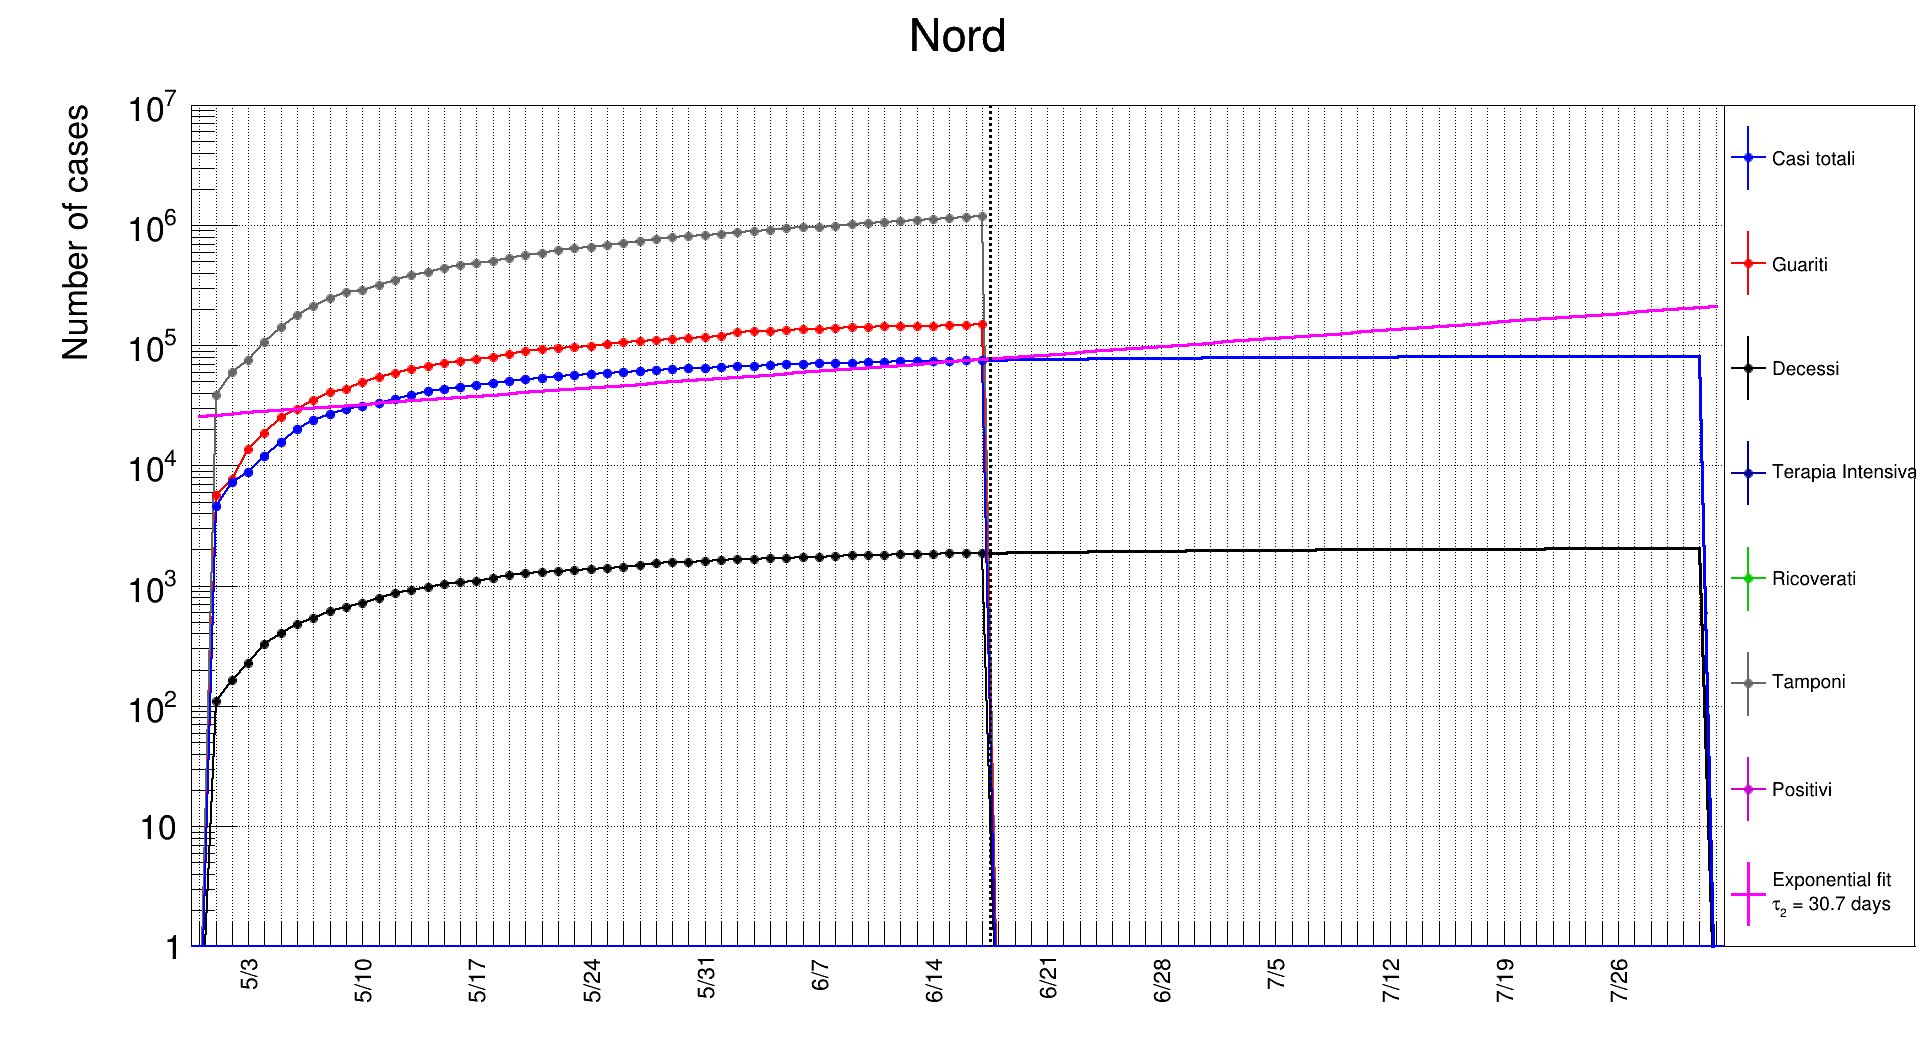 Nord
Number of cases
10^7
10^6
10^5
10^4
10^3
10^2
10
1
5/3
5/10
5/17
5/24
5/31
6/7
6/14
6/21
6/28
7/5
7/12
7/19
7/26
Casi totali
Guariti
Decessi
Terapia Intensiva
Ricoverati
Tamponi
Positivi
Exponential fit
τ_2 = 30.7 days